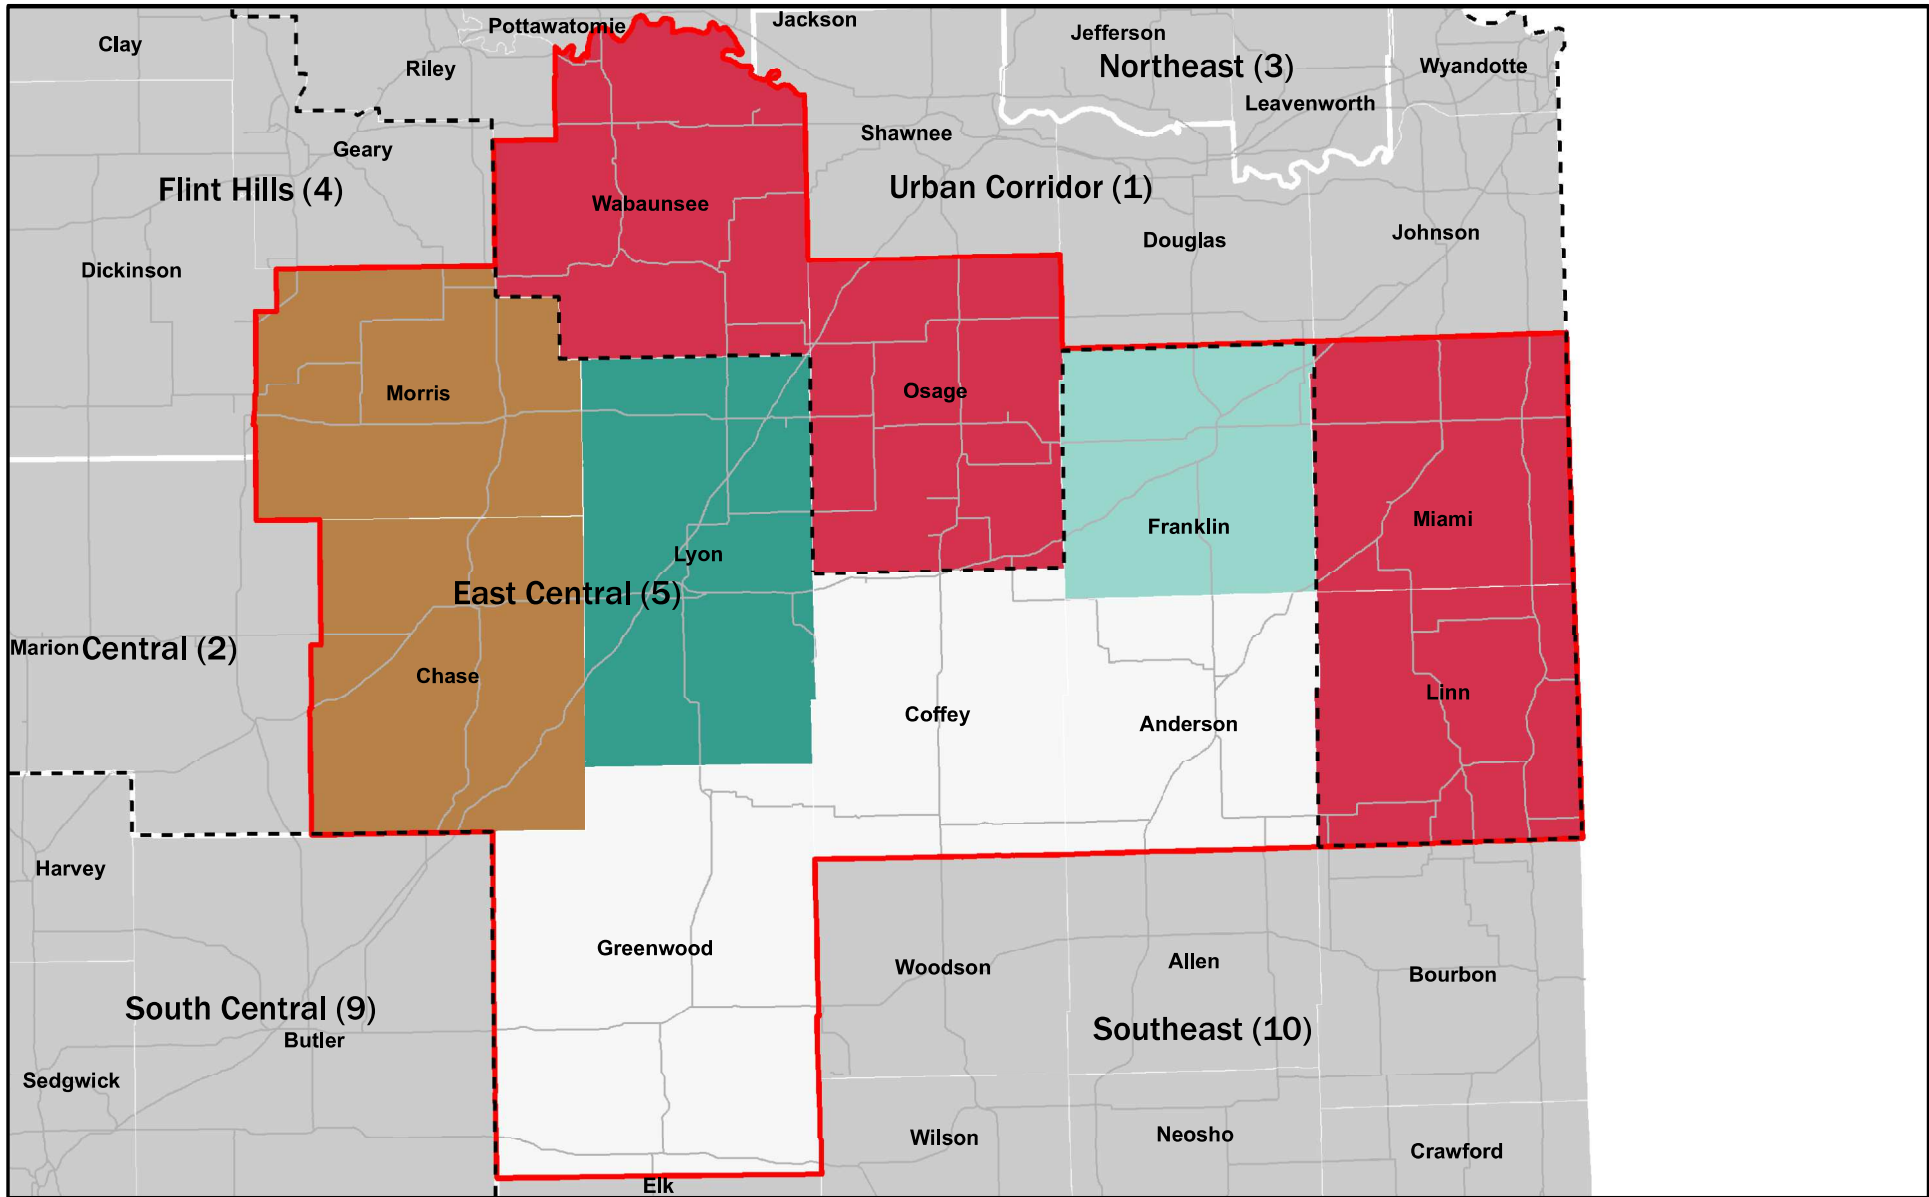 Pottawatomie
Jackson
Clay
Jefferson
Riley
Northeast (3)
Wyandotte
Leavenworth
Shawnee
Geary
Flint Hills (4)
Urban Corridor (1)
Wabaunsee
Johnson
Douglas
Dickinson
Morris
Osage
Miami
Franklin
Lyon
East Central (5)
Marion
Central (2)
Chase
Linn
Coffey
Anderson
Harvey
Greenwood
Woodson
Allen
Bourbon
South Central (9)
Southeast (10)
Butler
Sedgwick
Wilson
Neosho
Crawford
Elk